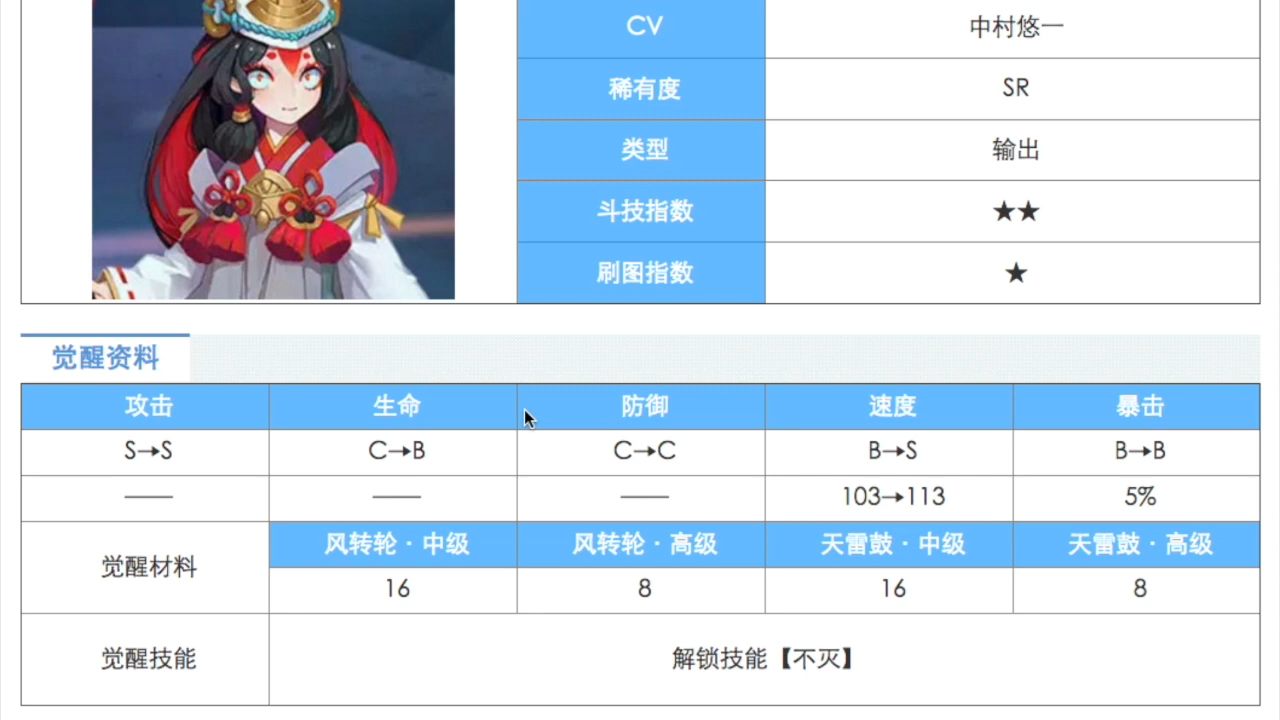 CV 中村悠一
稀有度 SR
类型 输出
斗技指数 ★★
刷图指数 ★
觉醒资料
攻击 生命 防御 速度 暴击
S→S C→B C→C B→S B→B
—— —— —— 103→113 5%
觉醒材料 风转轮·中级 风转轮·高级 天雷鼓·中级 天雷鼓·高级
16 8 16 8
觉醒技能 解锁技能【不灭】